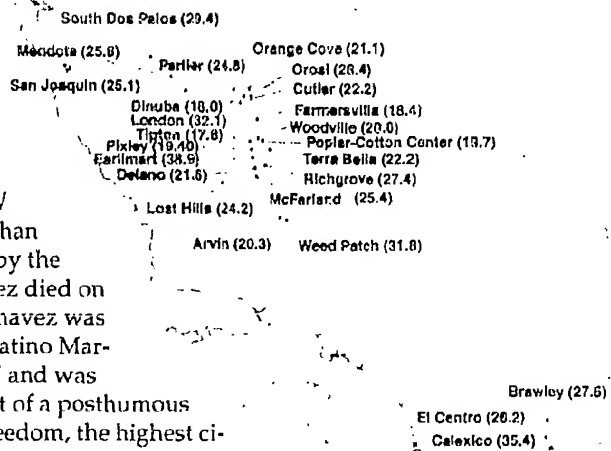 South Dos Palos (29.4)
Mendota (25.8)
Orange Cove (21.1)
Parlier (24.8)
Orosi (26.4)
San Joaquin (25.1)
Cutler (22.2)
Dinuba (18.0)
Farmersville (18.4)
London (32.1)
Woodville (20.0)
Tipton (17.8)
Poplar-Cotton Center (19.7)
Pixley (19.40)
Terra Bella (22.2)
Earlimart (38.9)
Richgrove (27.4)
Delano (21.6)
McFarland (25.4)
Lost Hills (24.2)
Arvin (20.3)
Weed Patch (31.8)
han
by the
ez died on
havez was
atino Mar-
and was
t of a posthumous
eedom, the highest ci-
Brawley (27.6)
El Centro (26.2)
Calexico (35.4)